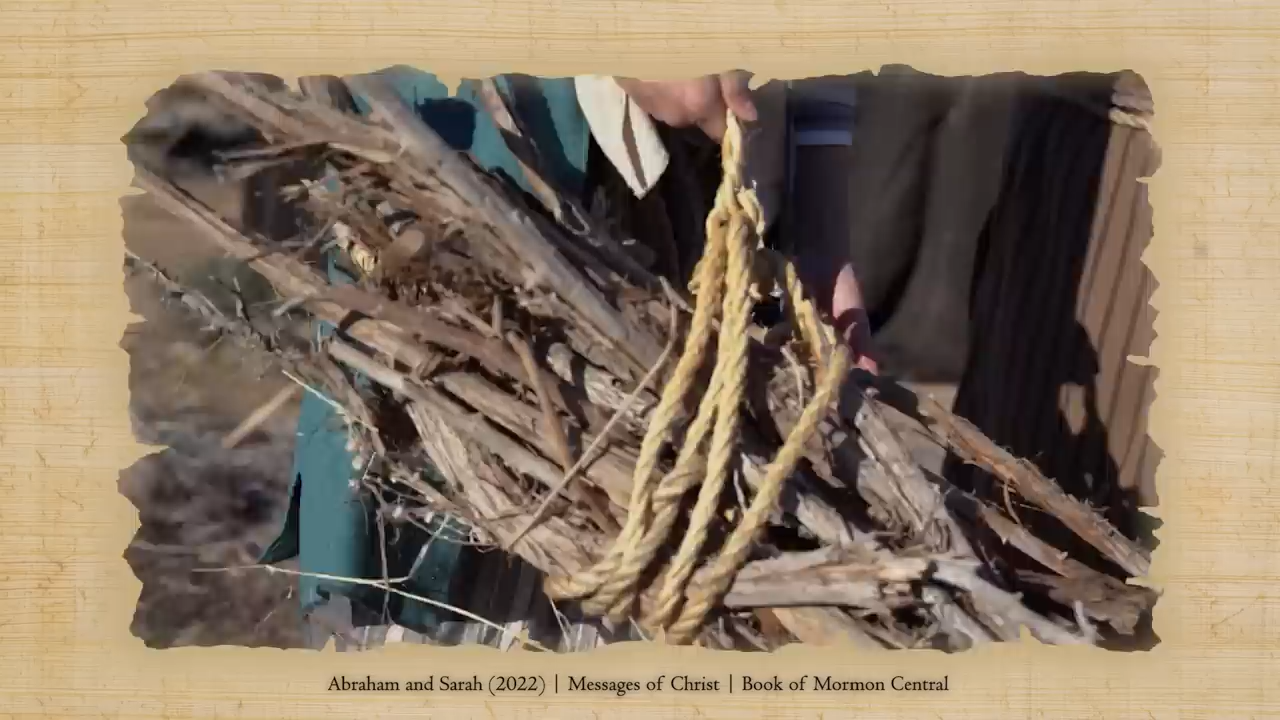 Abraham and Sarah (2022) | Messages of Christ | Book of Mormon Central